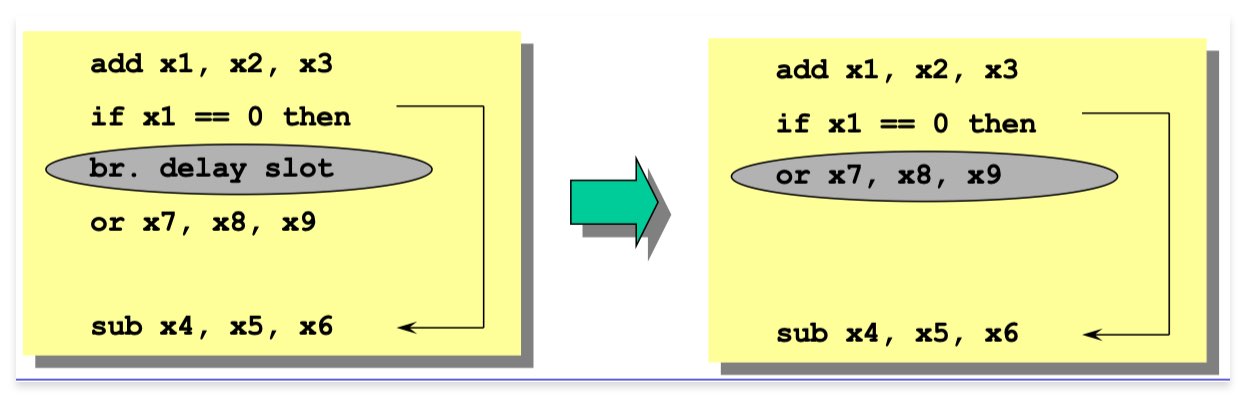 add x1, x2, x3
if x1 == 0 then
br. delay slot
or x7, x8, x9
sub x4, x5, x6
add x1, x2, x3
if x1 == 0 then
or x7, x8, x9
sub x4, x5, x6